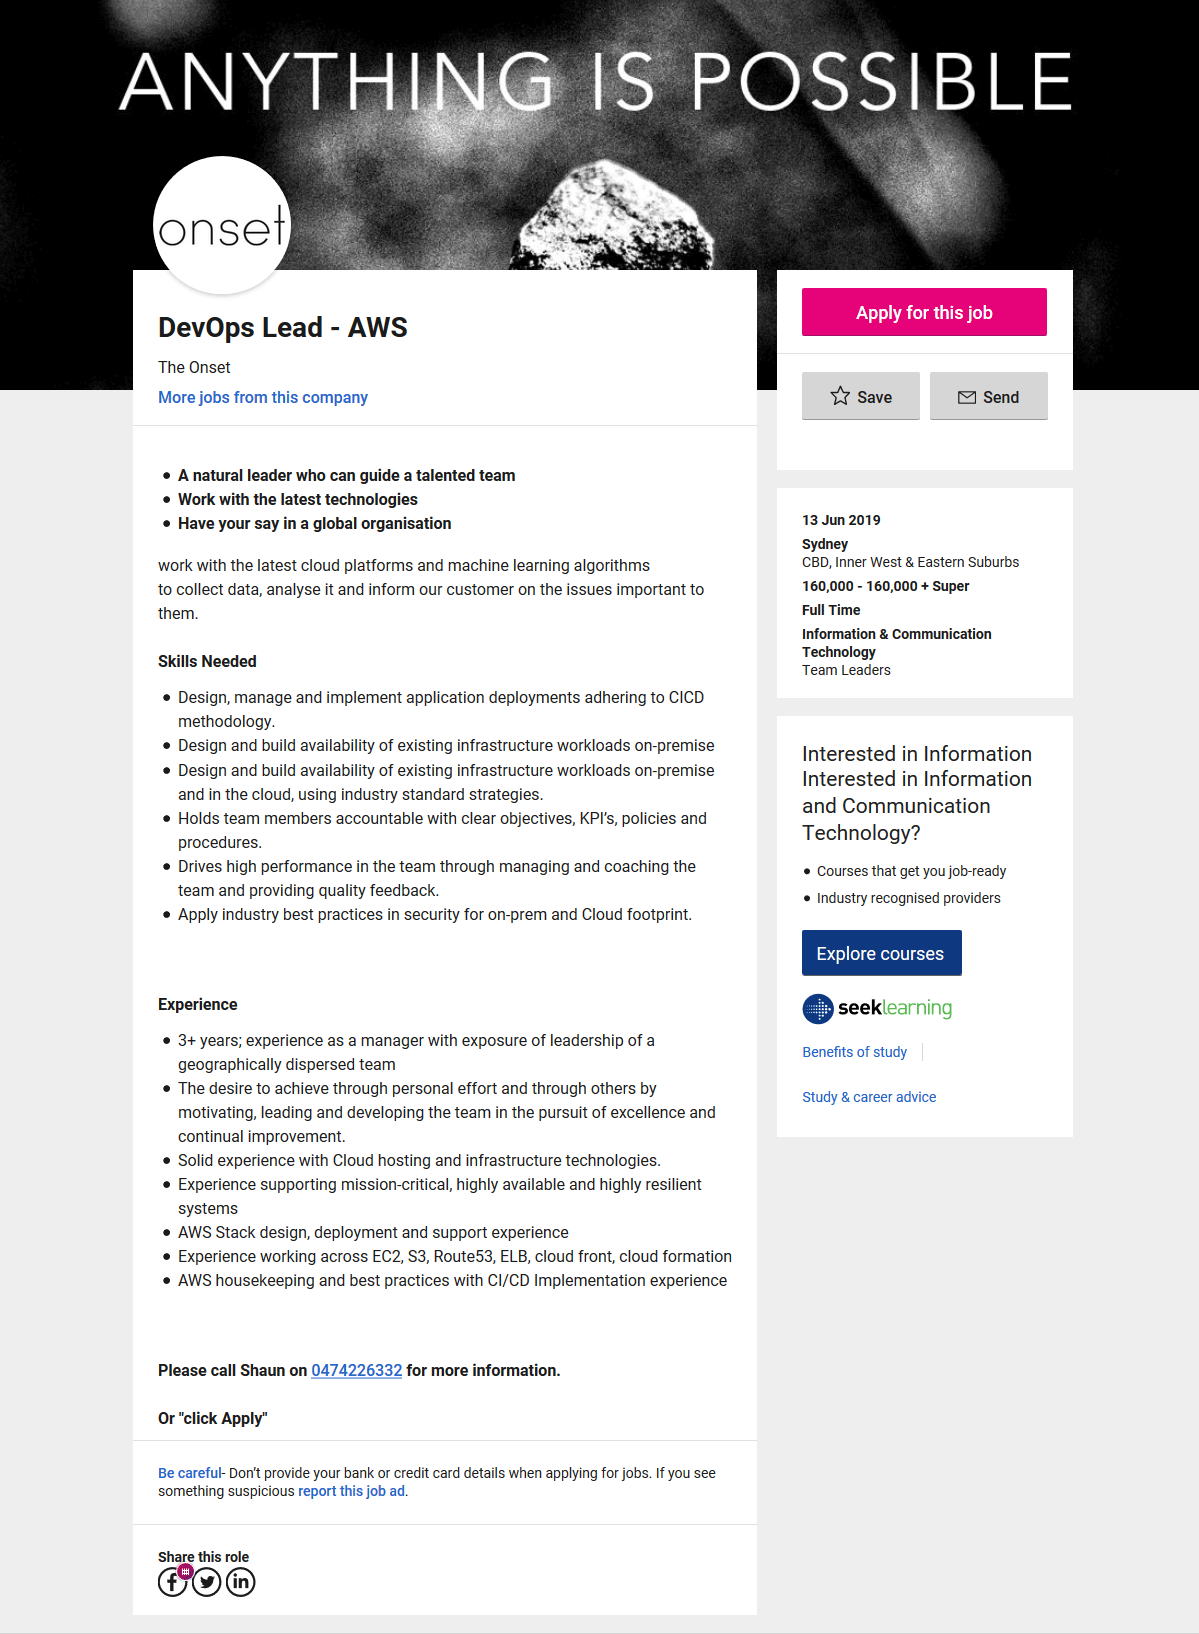 ANYTHING IS POSSIBLE
onset
DevOps Lead - AWS
The Onset
More jobs from this company
A natural leader who can guide a talented team
Work with the latest technologies
Have your say in a global organisation
work with the latest cloud platforms and machine learning algorithms
to collect data, analyse it and inform our customer on the issues important to
them.
Skills Needed
Design, manage and implement application deployments adhering to CICD
methodology.
Design and build availability of existing infrastructure workloads on-premise
Design and build availability of existing infrastructure workloads on-premise
and in the cloud, using industry standard strategies.
Holds team members accountable with clear objectives, KPI’s, policies and
procedures.
Drives high performance in the team through managing and coaching the
team and providing quality feedback.
Apply industry best practices in security for on-prem and Cloud footprint.
Experience
3+ years; experience as a manager with exposure of leadership of a
geographically dispersed team
The desire to achieve through personal effort and through others by
motivating, leading and developing the team in the pursuit of excellence and
continual improvement.
Solid experience with Cloud hosting and infrastructure technologies.
Experience supporting mission-critical, highly available and highly resilient
systems
AWS Stack design, deployment and support experience
Experience working across EC2, S3, Route53, ELB, cloud front, cloud formation
AWS housekeeping and best practices with CI/CD Implementation experience
Please call Shaun on 0474226332 for more information.
Or "click Apply"
Be careful- Don’t provide your bank or credit card details when applying for jobs. If you see
something suspicious report this job ad.
Share this role
Apply for this job
Save
Send
13 Jun 2019
Sydney
CBD, Inner West & Eastern Suburbs
160,000 - 160,000 + Super
Full Time
Information & Communication
Technology
Team Leaders
Interested in Information
Interested in Information
and Communication
Technology?
Courses that get you job-ready
Industry recognised providers
Explore courses
seeklearning
Benefits of study
Study & career advice